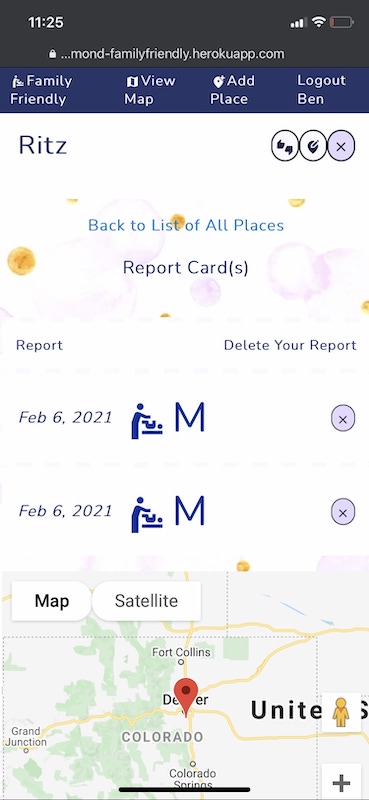 11:25
...mond-familyfriendly.herokuapp.com
Family Friendly
View Map
Add Place
Logout Ben
Ritz
Back to List of All Places
Report Card(s)
Report Delete Your Report
Feb 6, 2021 M
Feb 6, 2021 M
Map Satellite
Fort Collins
Denver
United S
Grand Junction
COLORADO
Colorado Springs